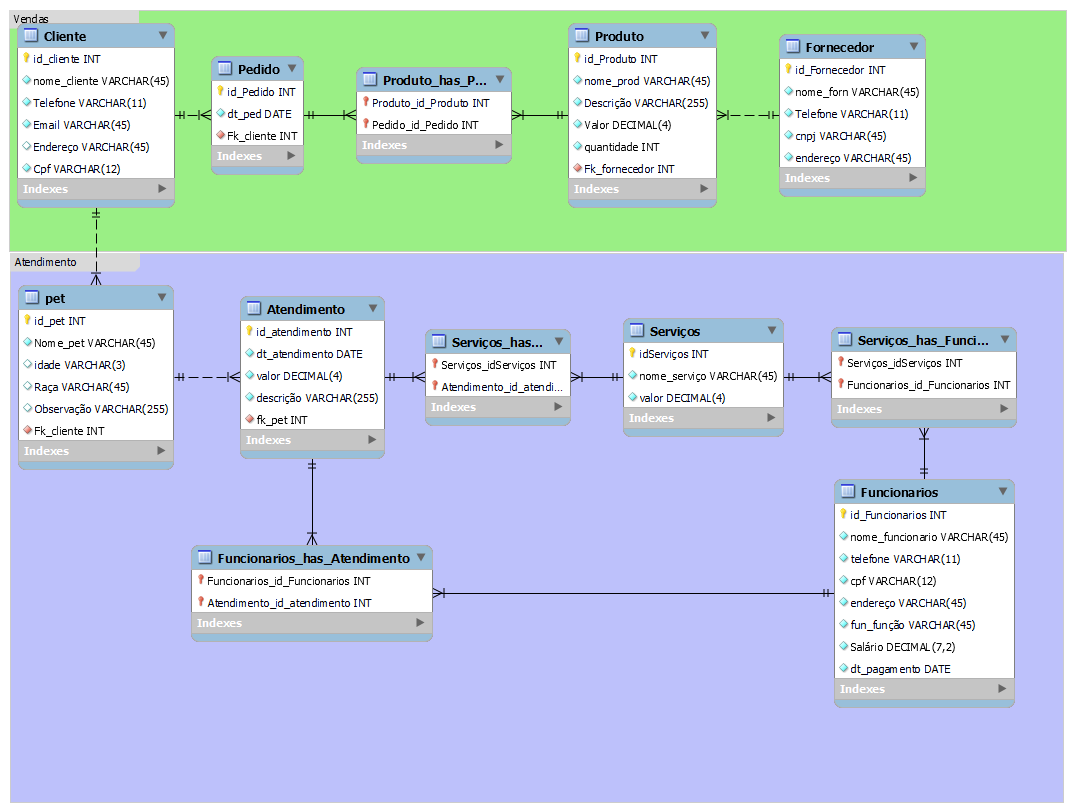 Vendas
Cliente
id_cliente INT
nome_cliente VARCHAR(45)
Telefone VARCHAR(11)
Email VARCHAR(45)
Endereço VARCHAR(45)
Cpf VARCHAR(12)
Indexes
Pedido
id_Pedido INT
dt_ped DATE
Fk_cliente INT
Indexes
Produto_has_P...
Produto_id_Produto INT
Pedido_id_Pedido INT
Indexes
Produto
id_Produto INT
nome_prod VARCHAR(45)
Descrição VARCHAR(255)
Valor DECIMAL(4)
quantidade INT
Fk_fornecedor INT
Indexes
Fornecedor
id_Fornecedor INT
nome_forn VARCHAR(45)
Telefone VARCHAR(11)
cnpj VARCHAR(45)
endereço VARCHAR(45)
Indexes
Atendimento
pet
id_pet INT
Nome_pet VARCHAR(45)
idade VARCHAR(3)
Raça VARCHAR(45)
Observação VARCHAR(255)
Fk_cliente INT
Indexes
Atendimento
id_atendimento INT
dt_atendimento DATE
valor DECIMAL(4)
descrição VARCHAR(255)
fk_pet INT
Indexes
Serviços_has...
Serviços_idServiços INT
Atendimento_id_atendi...
Indexes
Serviços
idServiços INT
nome_serviço VARCHAR(45)
valor DECIMAL(4)
Indexes
Serviços_has_Funci...
Serviços_idServiços INT
Funcionarios_id_Funcionarios INT
Indexes
Funcionarios_has_Atendimento
Funcionarios_id_Funcionarios INT
Atendimento_id_atendimento INT
Indexes
Funcionarios
id_Funcionarios INT
nome_funcionario VARCHAR(45)
telefone VARCHAR(11)
cpf VARCHAR(12)
endereço VARCHAR(45)
fun_função VARCHAR(45)
Salário DECIMAL(7,2)
dt_pagamento DATE
Indexes